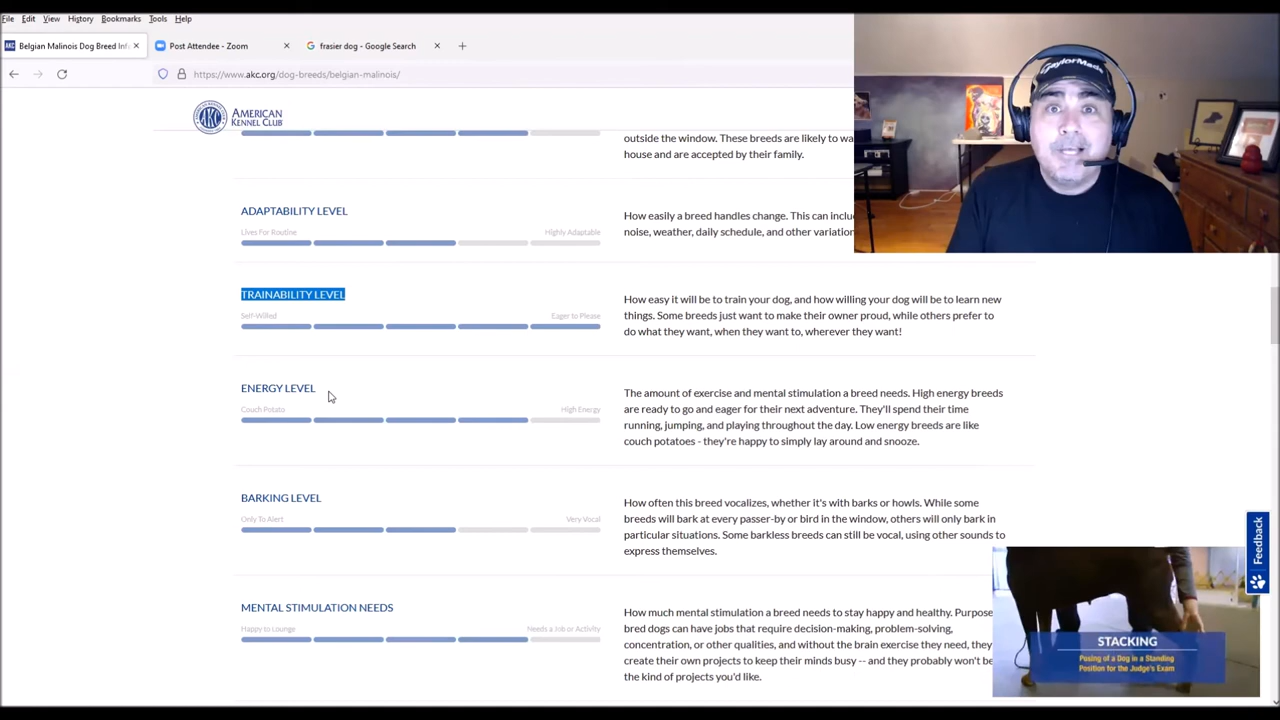 File Edit View History Bookmarks Tools Help
Belgian Malinois Dog Breed Inf
Post Attendee - Zoom
frasier dog - Google Search
https://www.akc.org/dog-breeds/belgian-malinois/
TaylorMade
AKC
AMERICAN
KENNEL CLUB
outside the window. These breeds are likely to wa
house and are accepted by their family.
ADAPTABILITY LEVEL
Lives For Routine Highly Adaptable
How easily a breed handles change. This can inclu
noise, weather, daily schedule, and other variation
TRAINABILITY LEVEL
Self-Willed Eager to Please
How easy it will be to train your dog, and how willing your dog will be to learn new
things. Some breeds just want to make their owner proud, while others prefer to
do what they want, when they want to, wherever they want!
ENERGY LEVEL
Couch Potato High Energy
The amount of exercise and mental stimulation a breed needs. High energy breeds
are ready to go and eager for their next adventure. They'll spend their time
running, jumping, and playing throughout the day. Low energy breeds are like
couch potatoes - they're happy to simply lay around and snooze.
BARKING LEVEL
Only To Alert Very Vocal
How often this breed vocalizes, whether it's with barks or howls. While some
breeds will bark at every passer-by or bird in the window, others will only bark in
particular situations. Some barkless breeds can still be vocal, using other sounds to
express themselves.
Feedback
MENTAL STIMULATION NEEDS
Happy to Lounge Needs a Job or Activity
How much mental stimulation a breed needs to stay happy and healthy. Purpose
bred dogs can have jobs that require decision-making, problem-solving,
concentration, or other qualities, and without the brain exercise they need, they
create their own projects to keep their minds busy -- and they probably won't be
the kind of projects you'd like.
STACKING
Posing of a Dog in a Standing
Position for the Judge's Exam